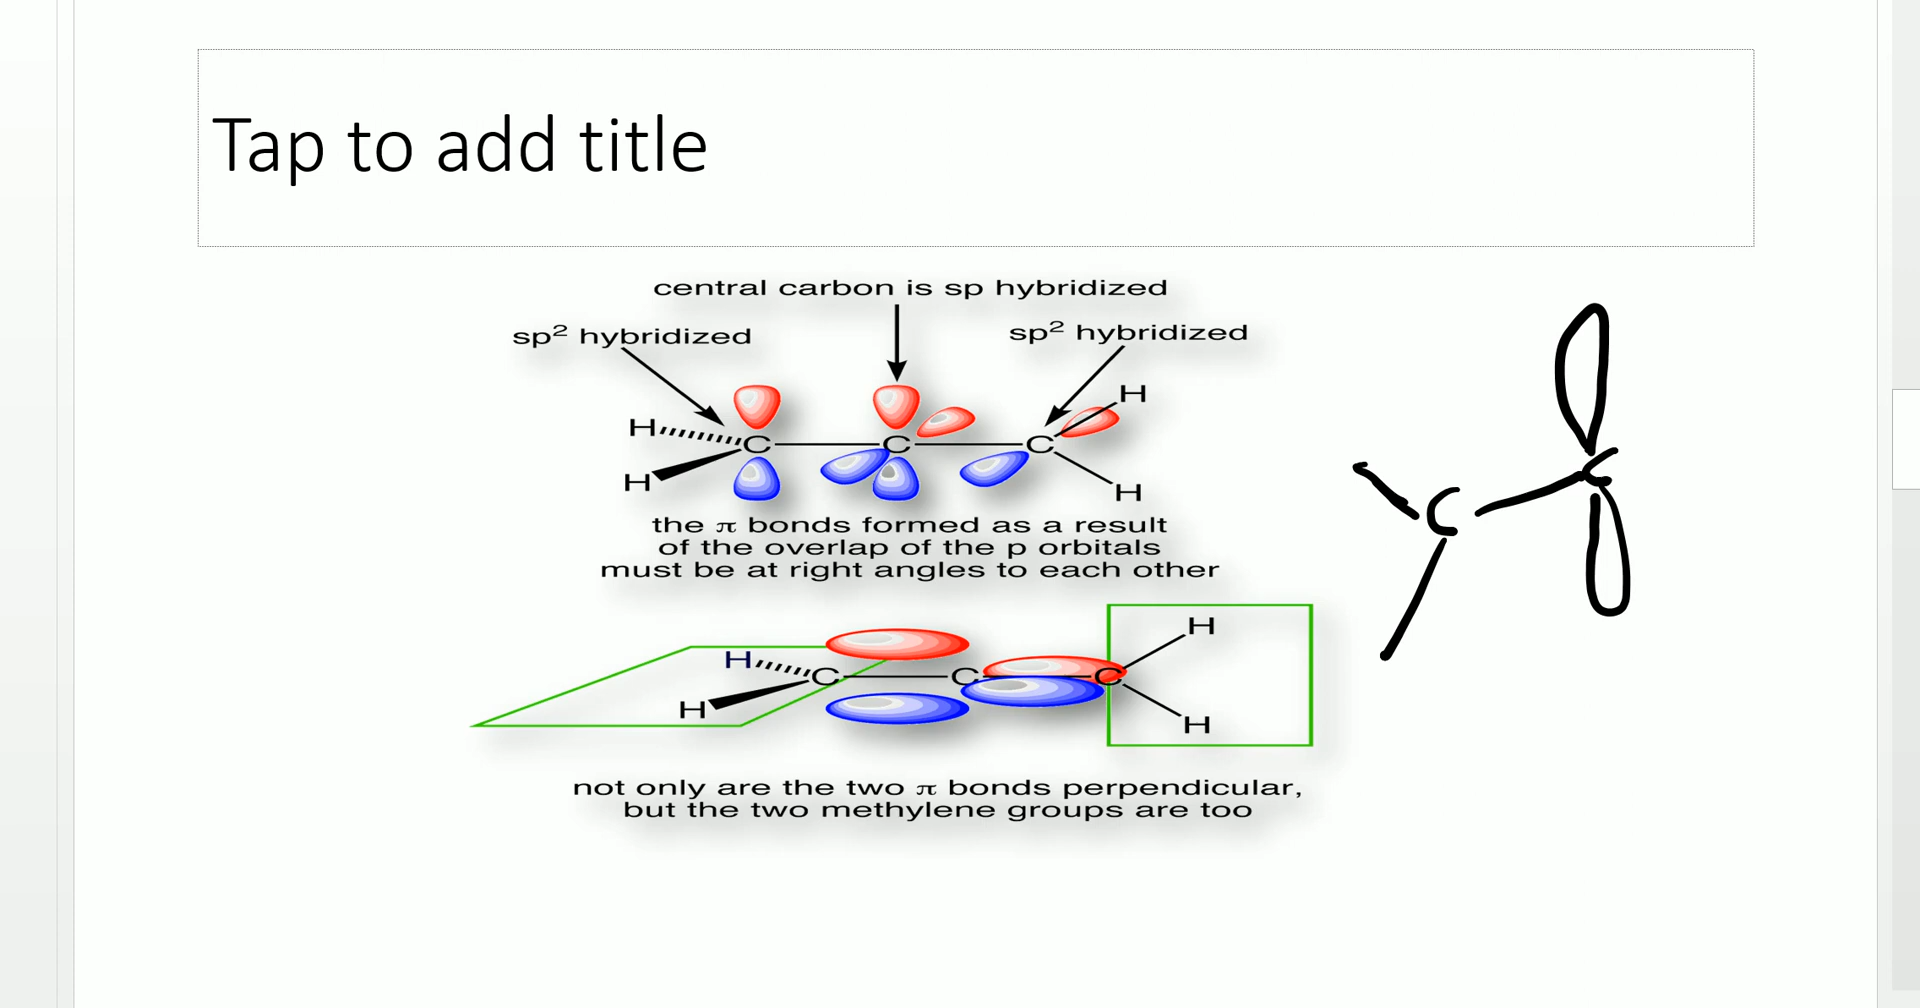 Tap to add title
central carbon is sp hybridized
sp² hybridized
sp² hybridized
H
H
C
C
C
H
H
the π bonds formed as a result
of the overlap of the p orbitals
must be at right angles to each other
H
H
C
C
C
H
H
not only are the two π bonds perpendicular,
but the two methylene groups are too
C
C